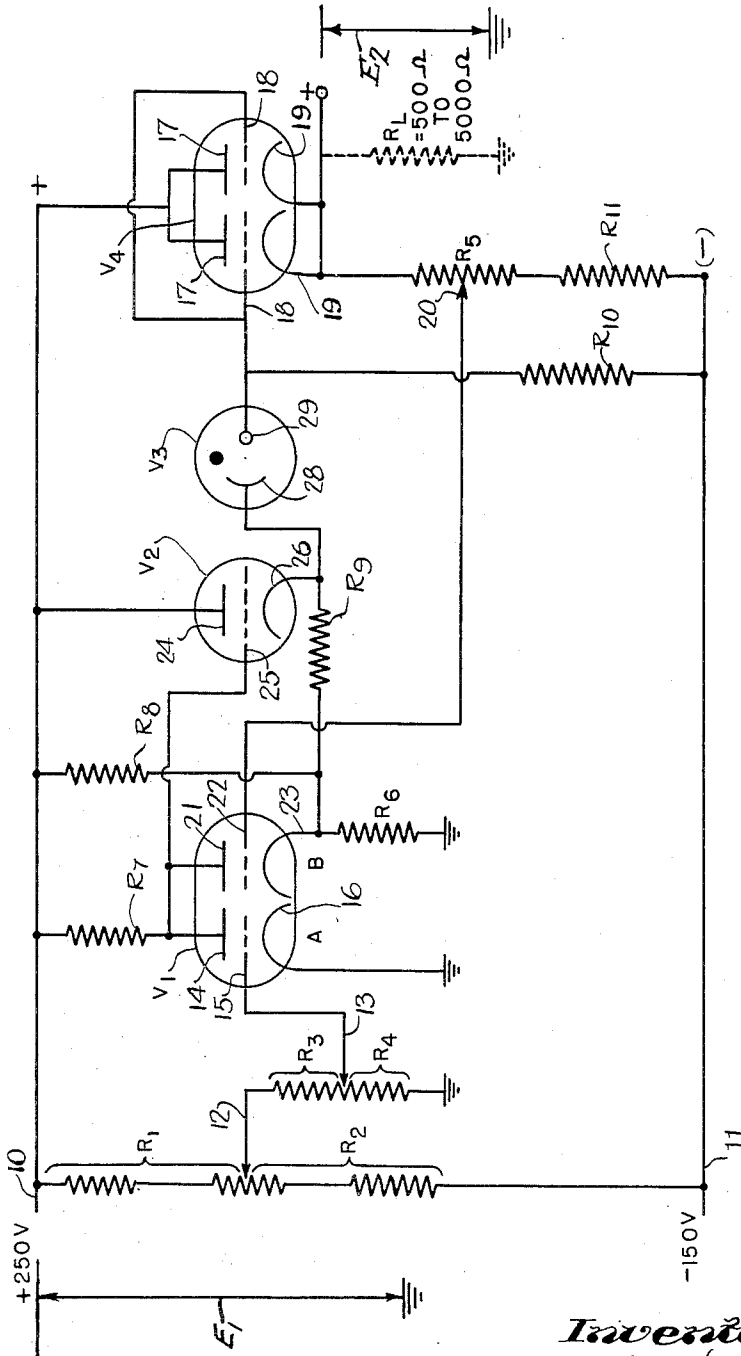 +250V
10
E1
R1
R2
12
R3
R4
13
R7
V1
14
15
21
22
A
B
16
23
R6
R8
24
25
V2
26
R9
V3
28
29
V4
17
17
18
18
19
19
+
+
E2
RL
=500Ω
TO
5000Ω
20
R5
R10
R11
(-)
-150V
11